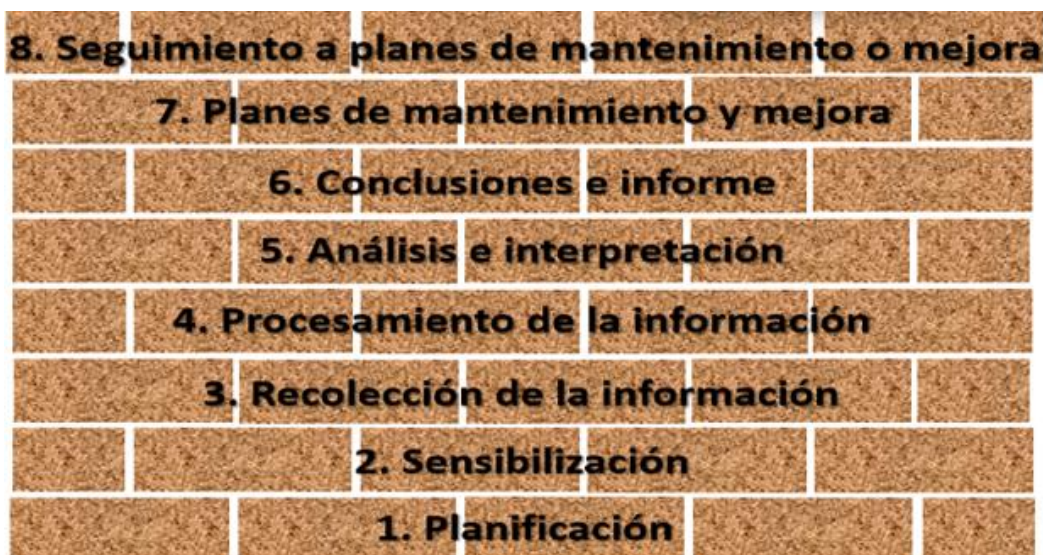 8. Seguimiento a planes de mantenimiento o mejora
7. Planes de mantenimiento y mejora
6. Conclusiones e informe
5. Análisis e interpretación
4. Procesamiento de la información
3. Recolección de la información
2. Sensibilización
1. Planificación